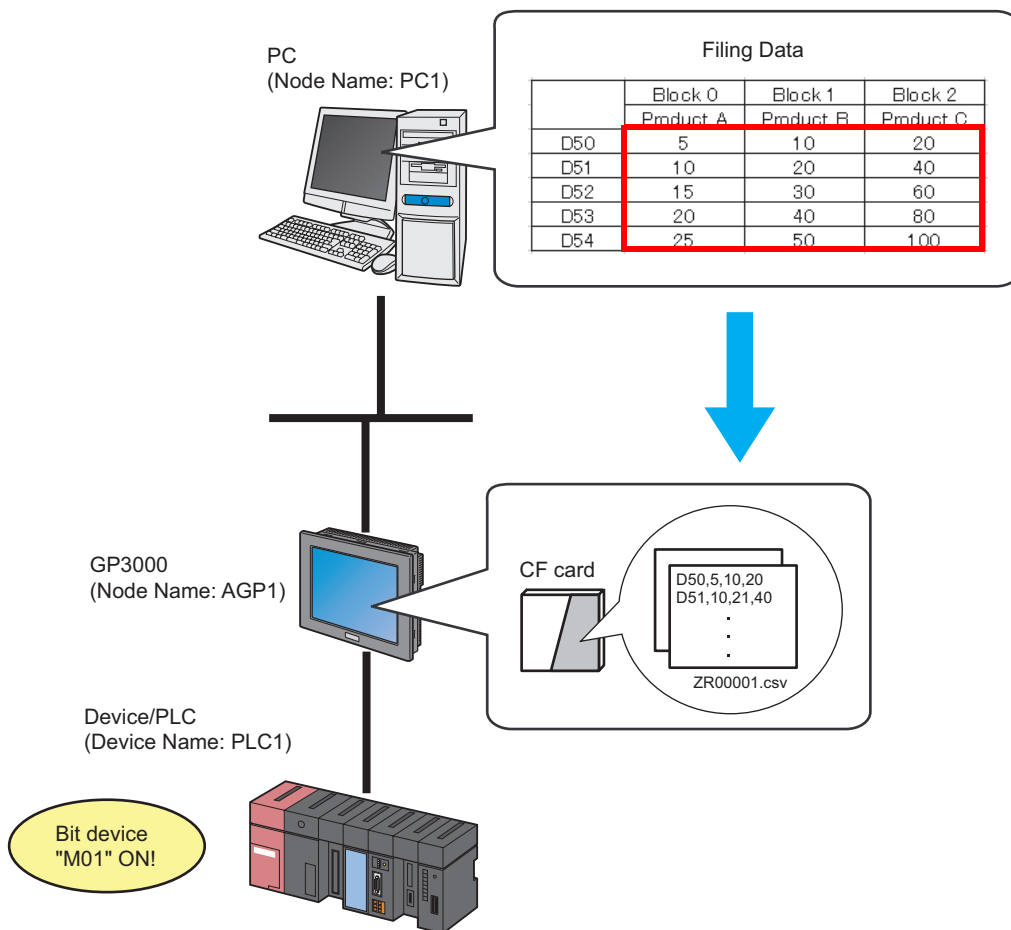 PC
(Node Name: PC1)
Filing Data
Block 0 Block 1 Block 2
Product A Product B Product C
D50 5 10 20
D51 10 20 40
D52 15 30 60
D53 20 40 80
D54 25 50 100
GP3000
(Node Name: AGP1)
CF card
D50,5,10,20
D51,10,21,40
.
.
.
ZR00001.csv
Device/PLC
(Device Name: PLC1)
Bit device
"M01" ON!